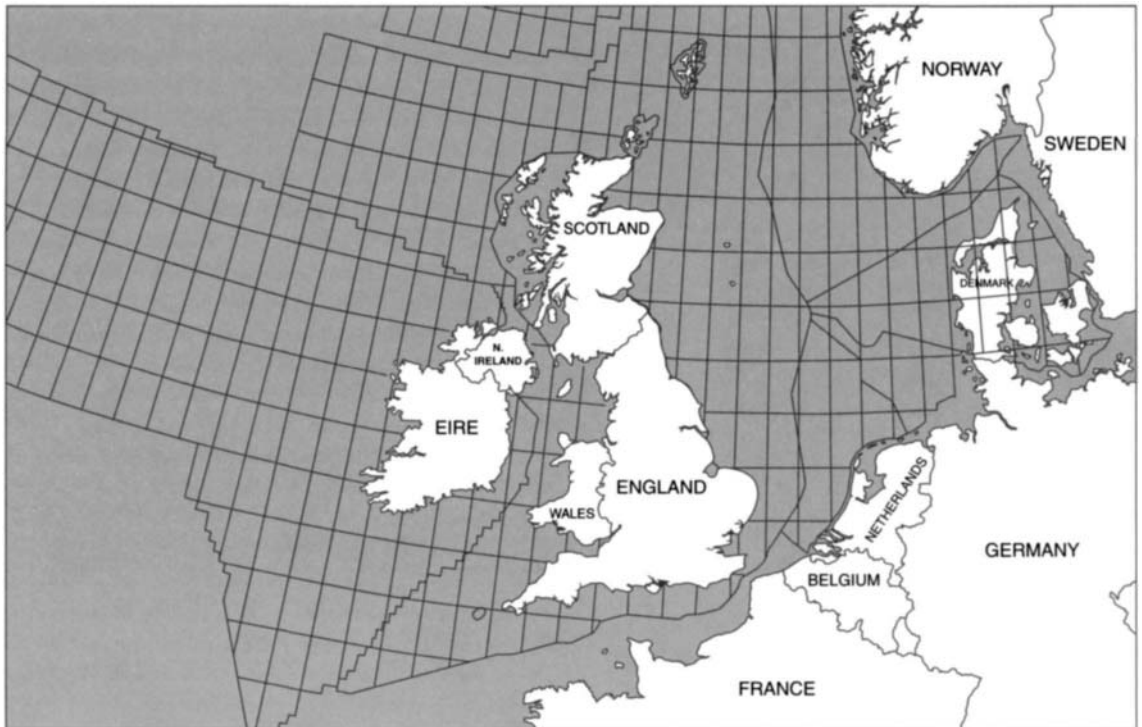 NORWAY
SWEDEN
SCOTLAND
DENMARK
N.
IRELAND
EIRE
ENGLAND
WALES
NETHERLANDS
GERMANY
BELGIUM
FRANCE